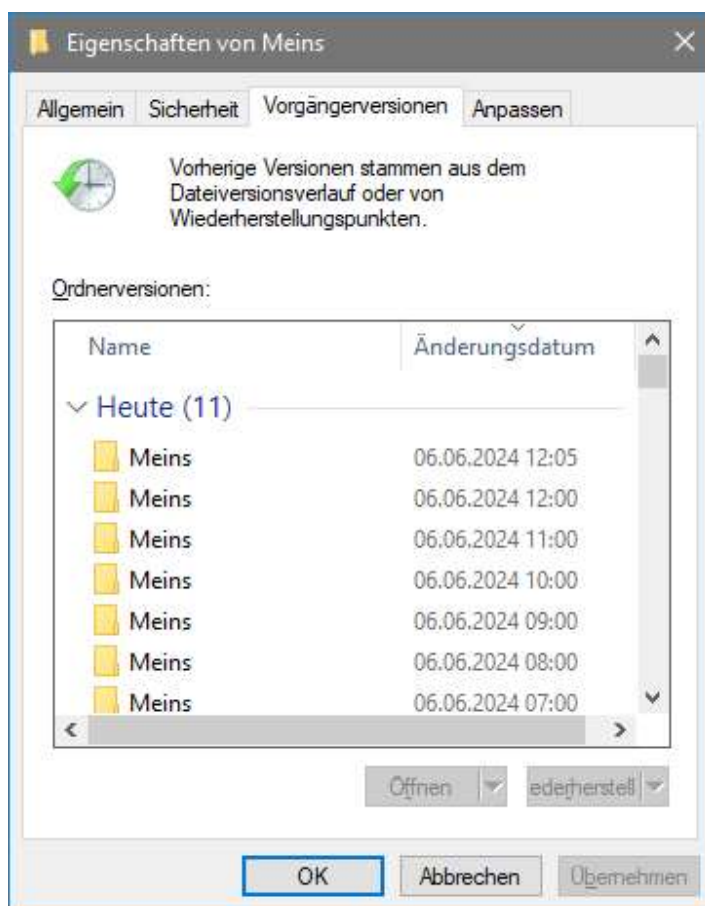 Eigenschaften von Meins
Allgemein Sicherheit Vorgängerversionen Anpassen
Vorherige Versionen stammen aus dem
Dateiversionsverlauf oder von
Wiederherstellungspunkten.
Ordnerversionen:
Name Änderungsdatum
Heute (11)
Meins 06.06.2024 12:05
Meins 06.06.2024 12:00
Meins 06.06.2024 11:00
Meins 06.06.2024 10:00
Meins 06.06.2024 09:00
Meins 06.06.2024 08:00
Meins 06.06.2024 07:00
Öffnen ederherstell
OK Abbrechen Übernehmen